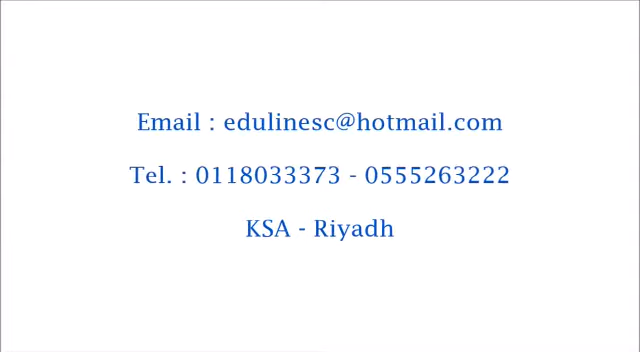 Email : edulinesc@hotmail.com
Tel. : 0118033373 - 0555263222
KSA - Riyadh